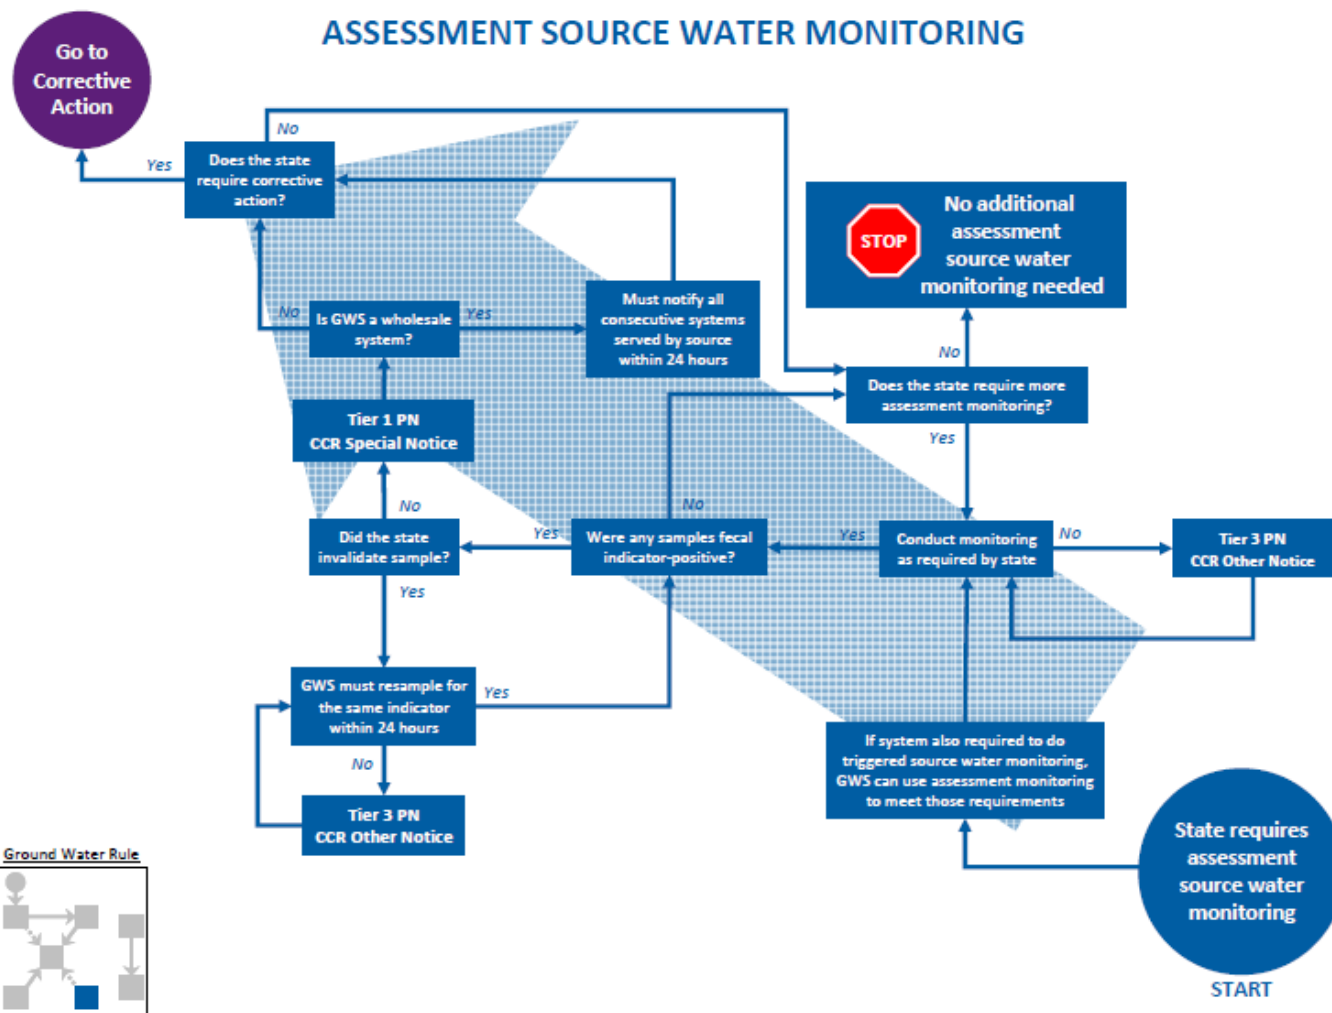 ASSESSMENT SOURCE WATER MONITORING
Go to
Corrective
Action
No
Yes
Does the state
require corrective
action?
STOP
No additional
assessment
source water
monitoring needed
No
Is GWS a wholesale
system?
Yes
Must notify all
consecutive systems
served by source
within 24 hours
No
Does the state require more
assessment monitoring?
Yes
Tier 1 PN
CCR Special Notice
No
No
Did the state
invalidate sample?
Yes
Were any samples fecal
indicator-positive?
Yes
Conduct monitoring
as required by state
No
Tier 3 PN
CCR Other Notice
Yes
GWS must resample for
the same indicator
within 24 hours
Yes
No
Tier 3 PN
CCR Other Notice
If system also required to do
triggered source water monitoring,
GWS can use assessment monitoring
to meet those requirements
State requires
assessment
source water
monitoring
START
Ground Water Rule